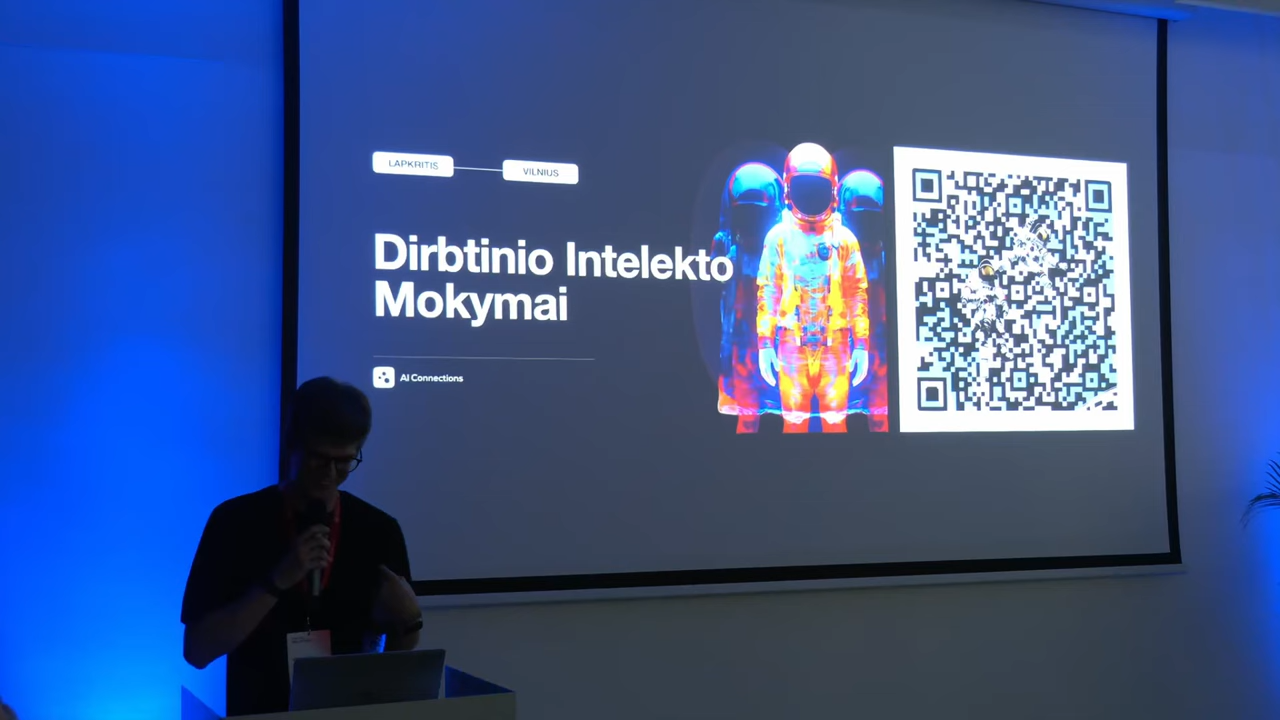 LAPKRITIS
VILNIUS
Dirbtinio Intelekto
Mokymai
AI Connections